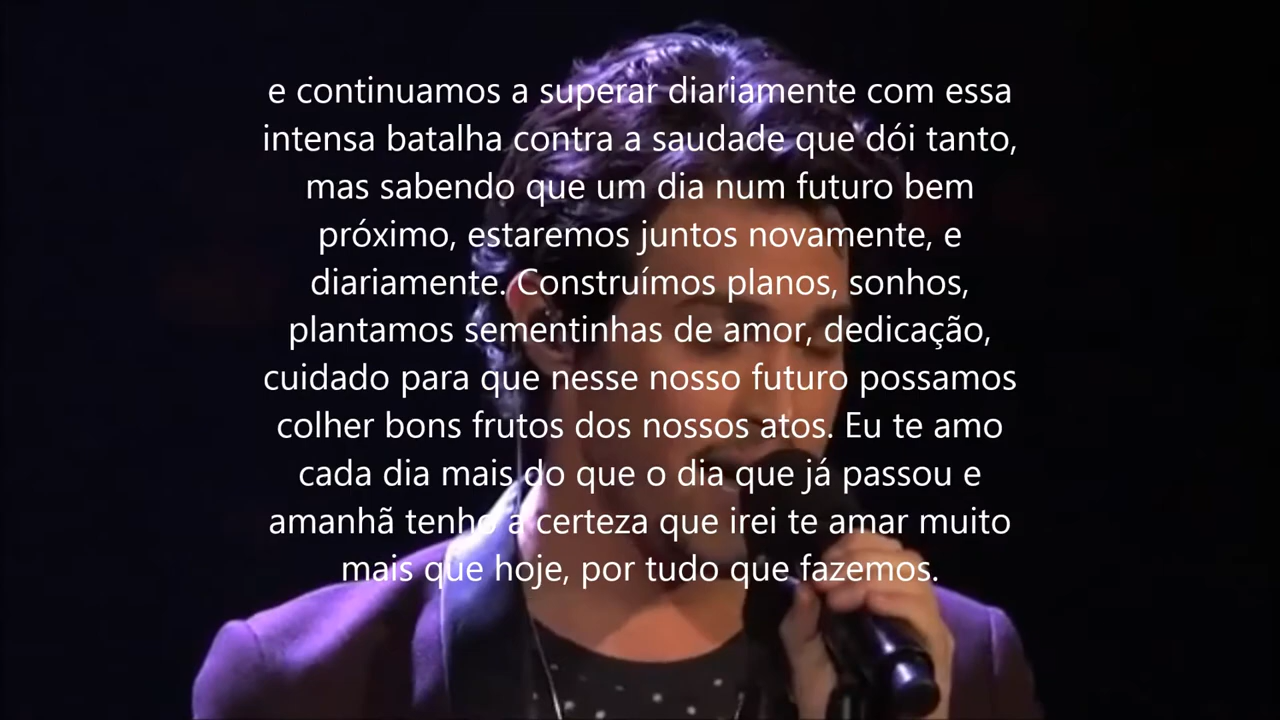 e continuamos a superar diariamente com essa
intensa batalha contra a saudade que dói tanto,
mas sabendo que um dia num futuro bem
próximo, estaremos juntos novamente, e
diariamente. Construímos planos, sonhos,
plantamos sementinhas de amor, dedicação,
cuidado para que nesse nosso futuro possamos
colher bons frutos dos nossos atos. Eu te amo
cada dia mais do que o dia que já passou e
amanhã tenho a certeza que irei te amar muito
mais que hoje, por tudo que fazemos.